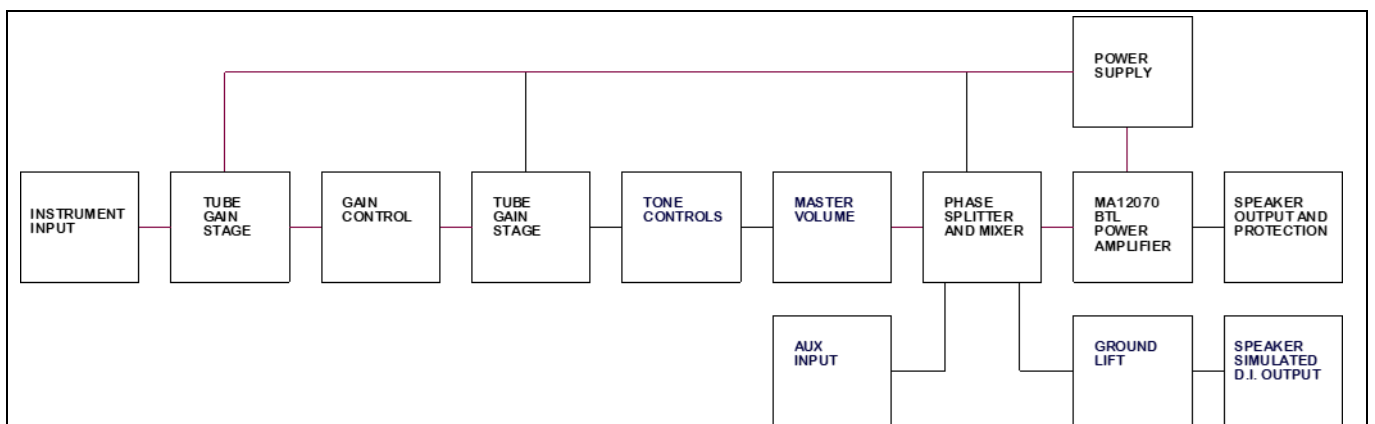 POWER
SUPPLY
INSTRUMENT
INPUT
TUBE
GAIN
STAGE
GAIN
CONTROL
TUBE
GAIN
STAGE
TONE
CONTROLS
MASTER
VOLUME
PHASE
SPLITTER
AND MIXER
MA12070
BTL
POWER
AMPLIFIER
SPEAKER
OUTPUT AND
PROTECTION
AUX
INPUT
GROUND
LIFT
SPEAKER
SIMULATED
D.I. OUTPUT